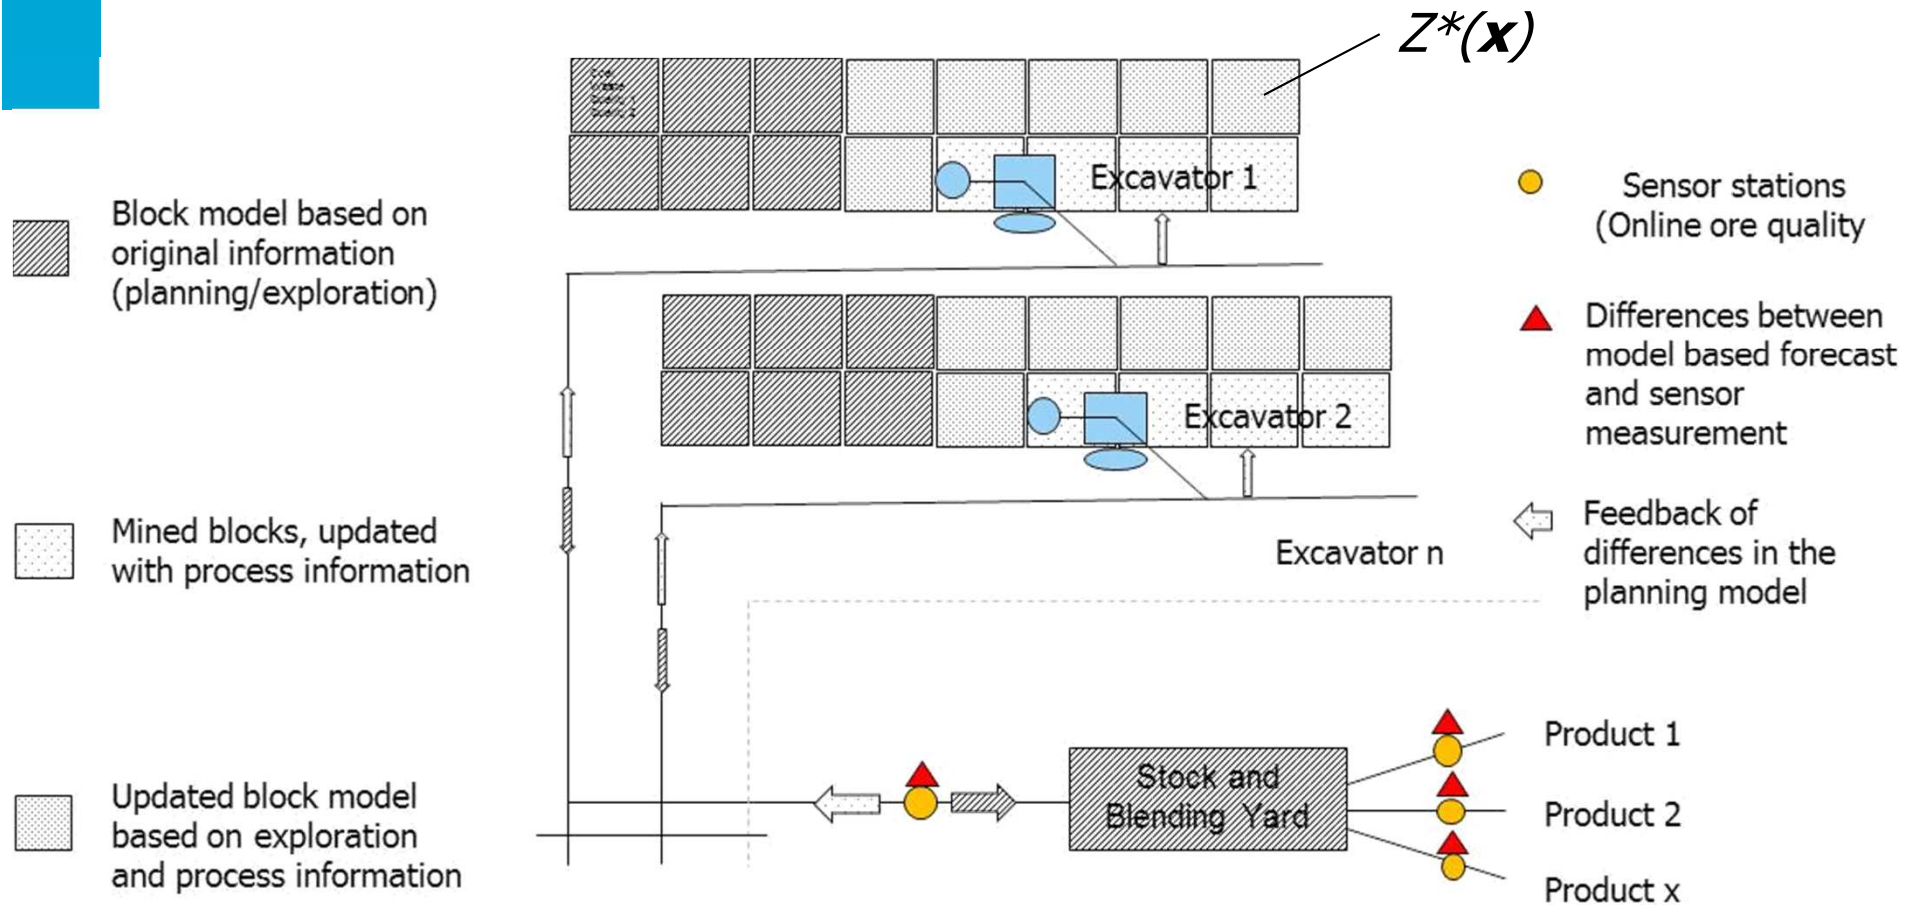 Z*(x)
Block model based on
original information
(planning/exploration)
Mined blocks, updated
with process information
Updated block model
based on exploration
and process information
Excavator 1
Excavator 2
Excavator n
Stock and
Blending Yard
Product 1
Product 2
Product x
Sensor stations
(Online ore quality
Differences between
model based forecast
and sensor
measurement
Feedback of
differences in the
planning model